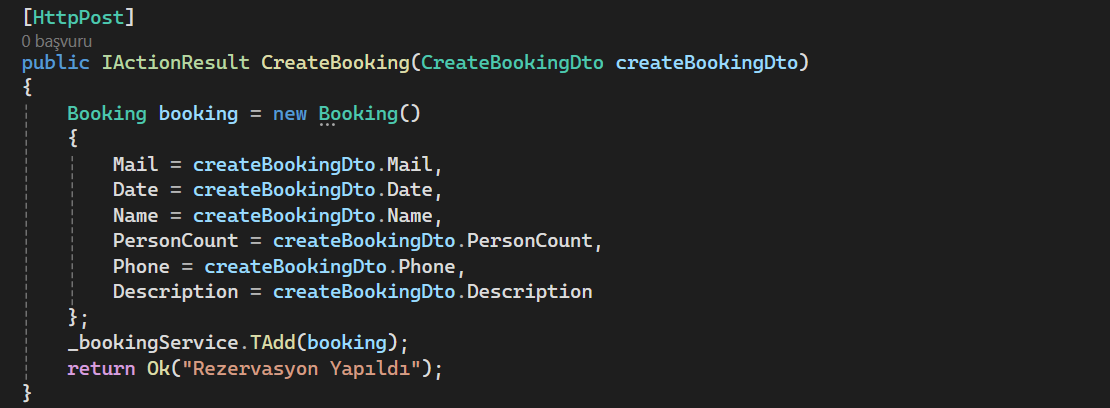 [HttpPost]
0 başvuru
public IActionResult CreateBooking(CreateBookingDto createBookingDto)
{
    Booking booking = new Booking()
    {
        Mail = createBookingDto.Mail,
        Date = createBookingDto.Date,
        Name = createBookingDto.Name,
        PersonCount = createBookingDto.PersonCount,
        Phone = createBookingDto.Phone,
        Description = createBookingDto.Description
    };
    _bookingService.TAdd(booking);
    return Ok("Rezervasyon Yapıldı");
}